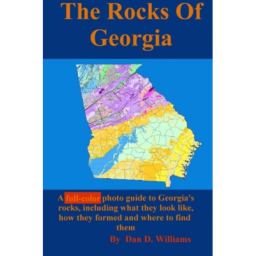 The Rocks Of
Georgia
A full-color photo guide to Georgia's
rocks, including what they look like,
how they formed and where to find
them
By Dan D. Williams